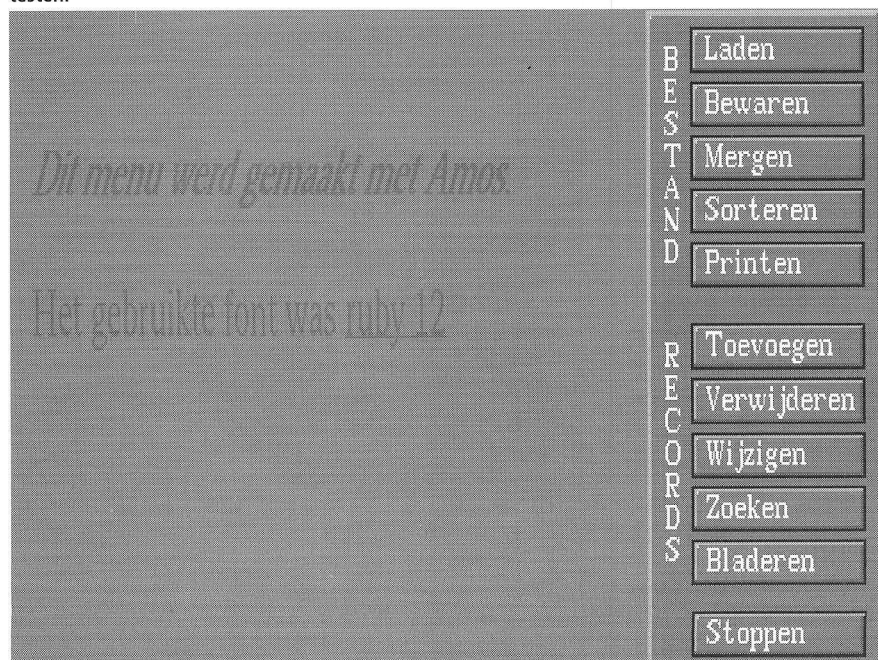 Dit menu werd gemaakt met Amos.
Het gebruikte font was ruby 12
BESTAND
Laden
Bewaren
Mergen
Sorteren
Printen
RECORDS
Toevoegen
Verwijderen
Wijzigen
Zoeken
Bladeren
Stoppen